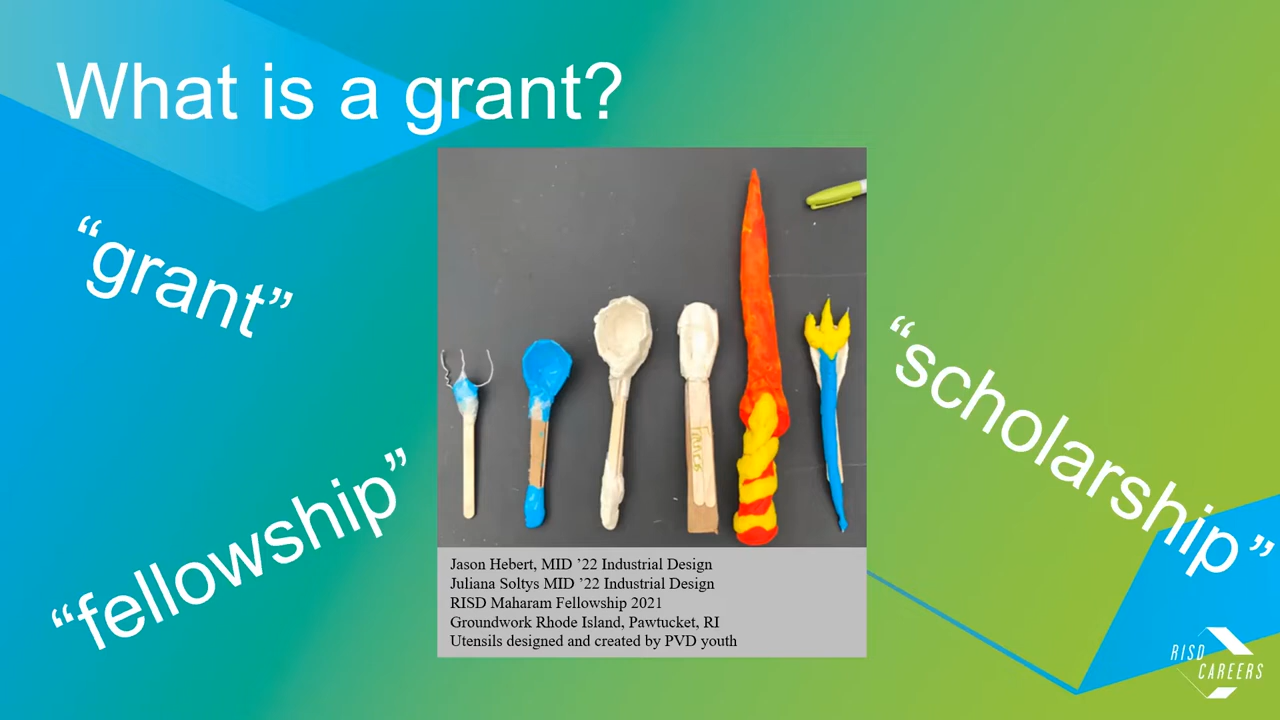 What is a grant?
“grant”
“scholarship”
“fellowship”
Jason Hebert, MID ’22 Industrial Design
Juliana Soltys MID ’22 Industrial Design
RISD Maharam Fellowship 2021
Groundwork Rhode Island, Pawtucket, RI
Utensils designed and created by PVD youth
RISD
CAREERS